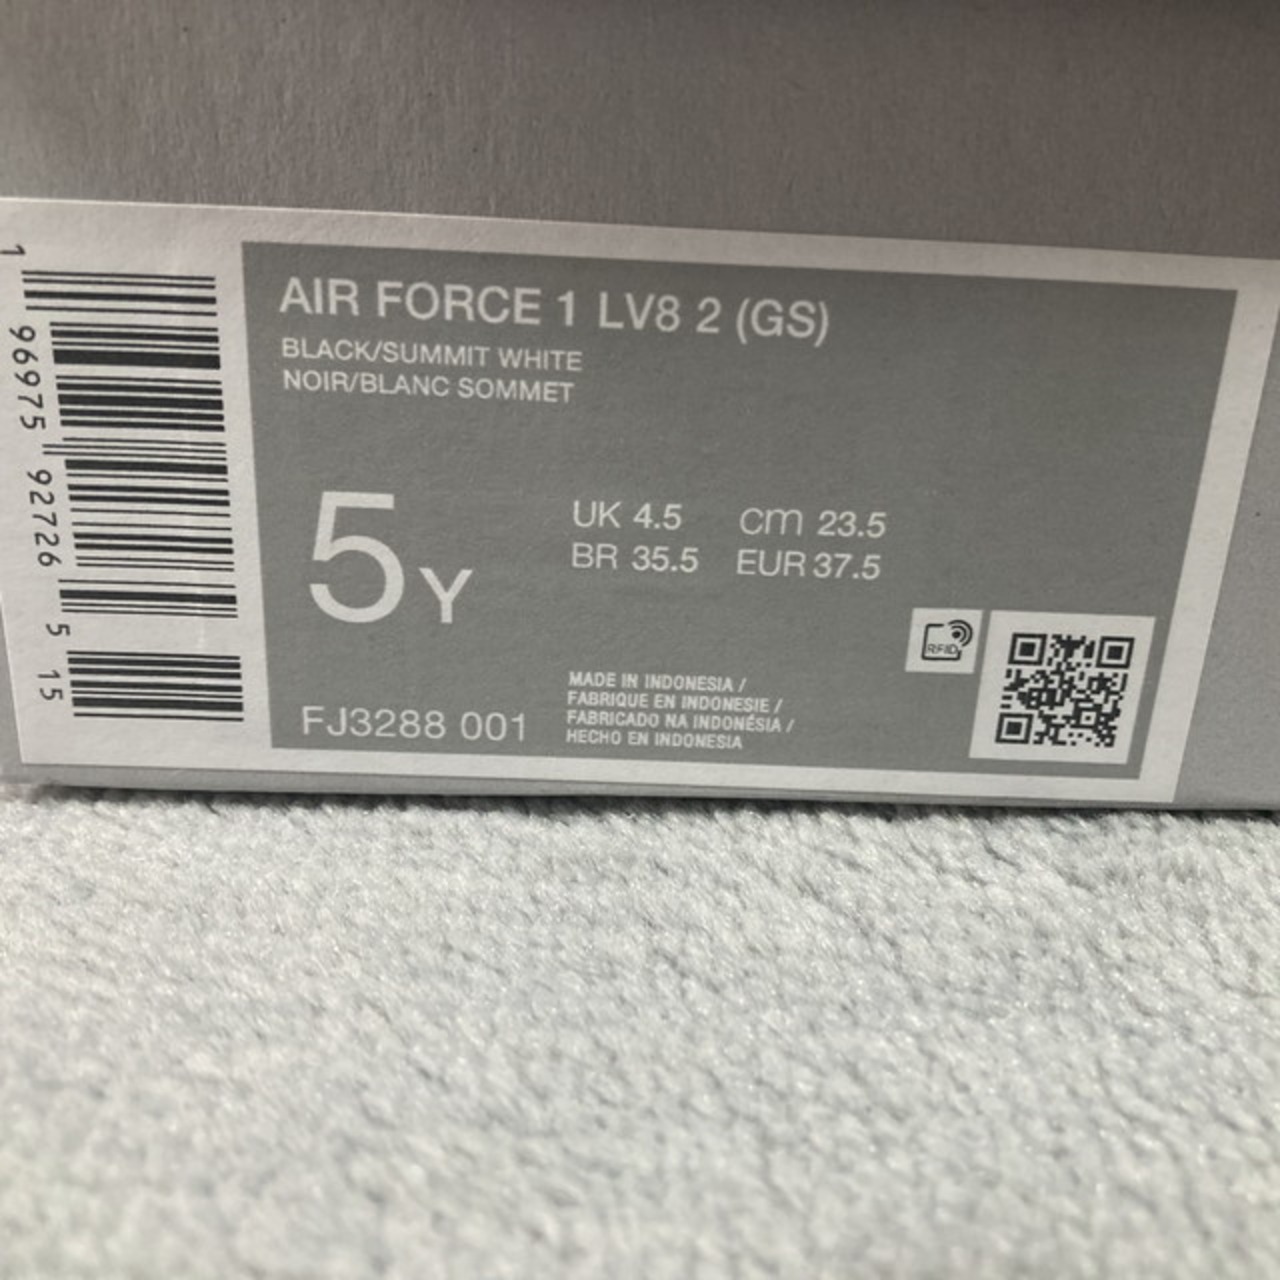 AIR FORCE 1 LV8 2 (GS)
BLACK/SUMMIT WHITE
NOIR/BLANC SOMMET
5Y
UK 4.5 cm 23.5
BR 35.5 EUR 37.5
RFID
MADE IN INDONESIA /
FABRIQUE EN INDONESIE /
FABRICADO NA INDONÉSIA /
HECHO EN INDONESIA
FJ3288 001
1 96975 92726 5 15